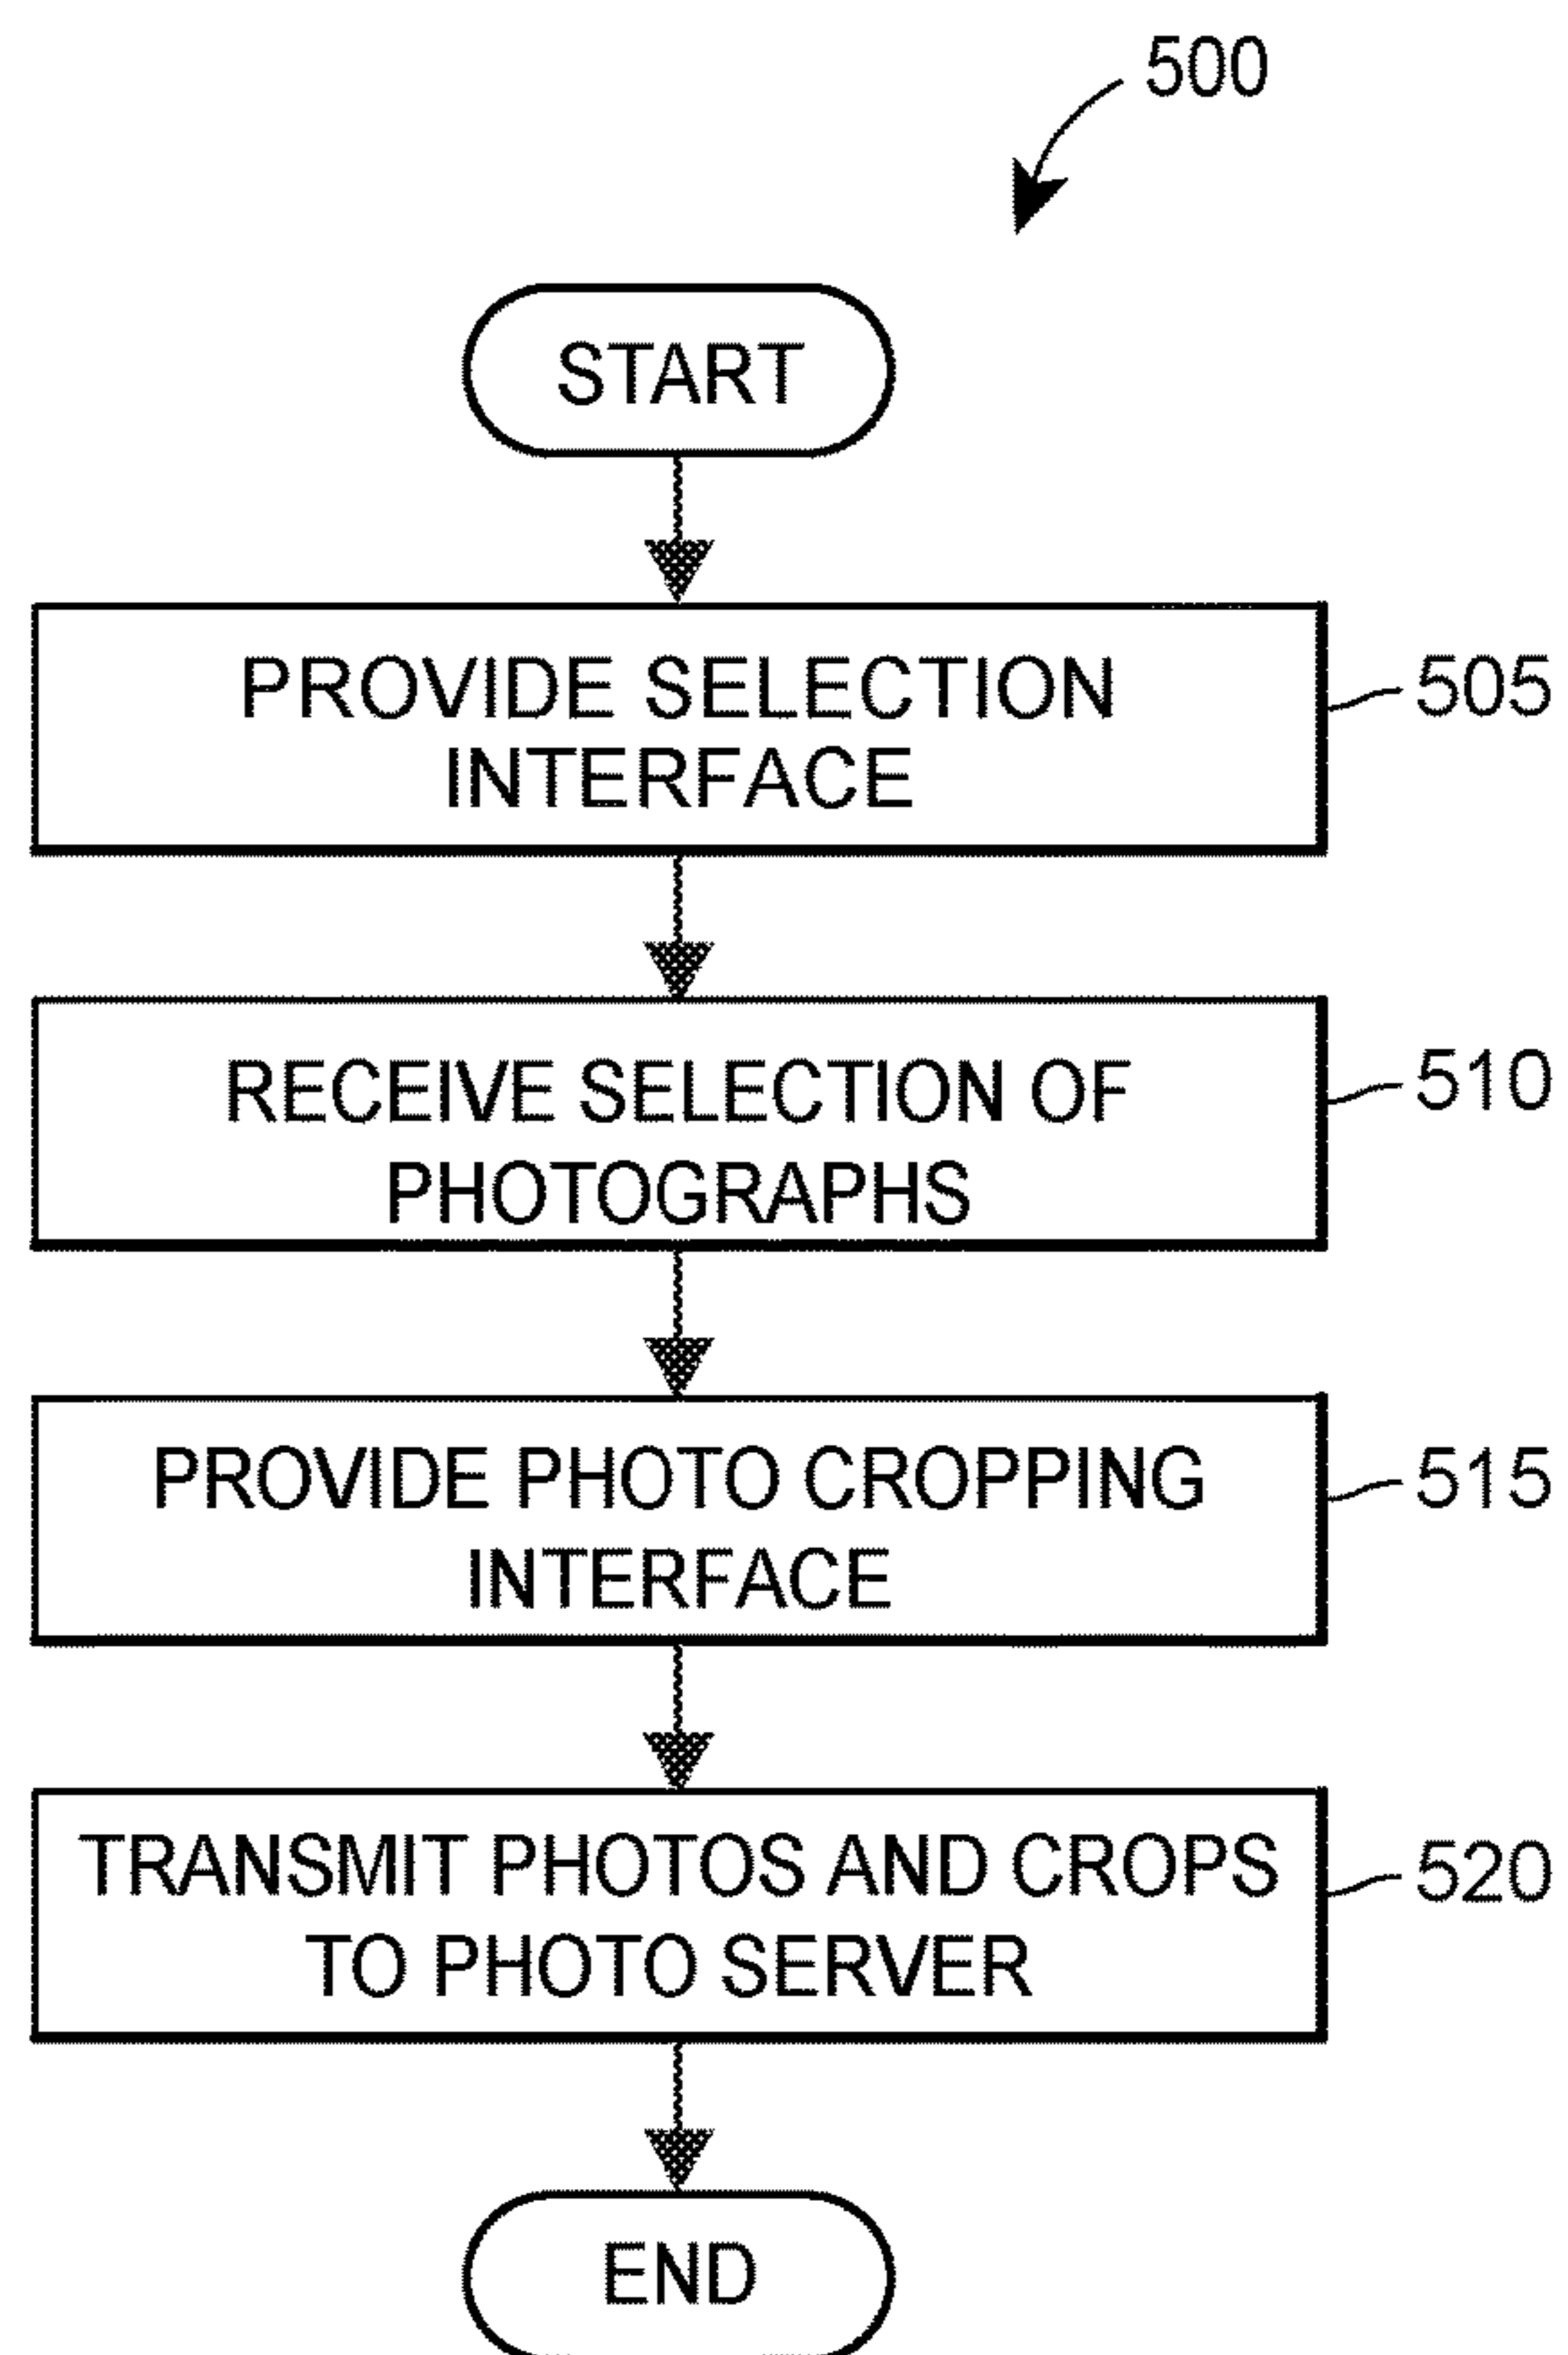 500
START
PROVIDE SELECTION
INTERFACE
505
RECEIVE SELECTION OF
PHOTOGRAPHS
510
PROVIDE PHOTO CROPPING
INTERFACE
515
TRANSMIT PHOTOS AND CROPS
TO PHOTO SERVER
520
END